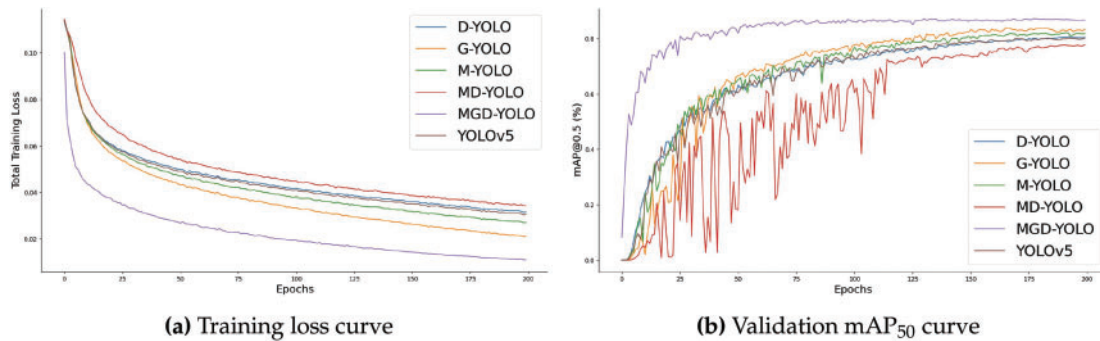 0.10
0.08
0.06
0.04
0.02
Total Training Loss
0
25
50
75
100
125
150
175
200
Epochs
D-YOLO
G-YOLO
M-YOLO
MD-YOLO
MGD-YOLO
YOLOv5
(a) Training loss curve
0.8
0.6
0.4
0.2
0.0
mAP@0.5 (%)
0
25
50
75
100
125
150
175
200
Epochs
D-YOLO
G-YOLO
M-YOLO
MD-YOLO
MGD-YOLO
YOLOv5
(b) Validation mAP50 curve